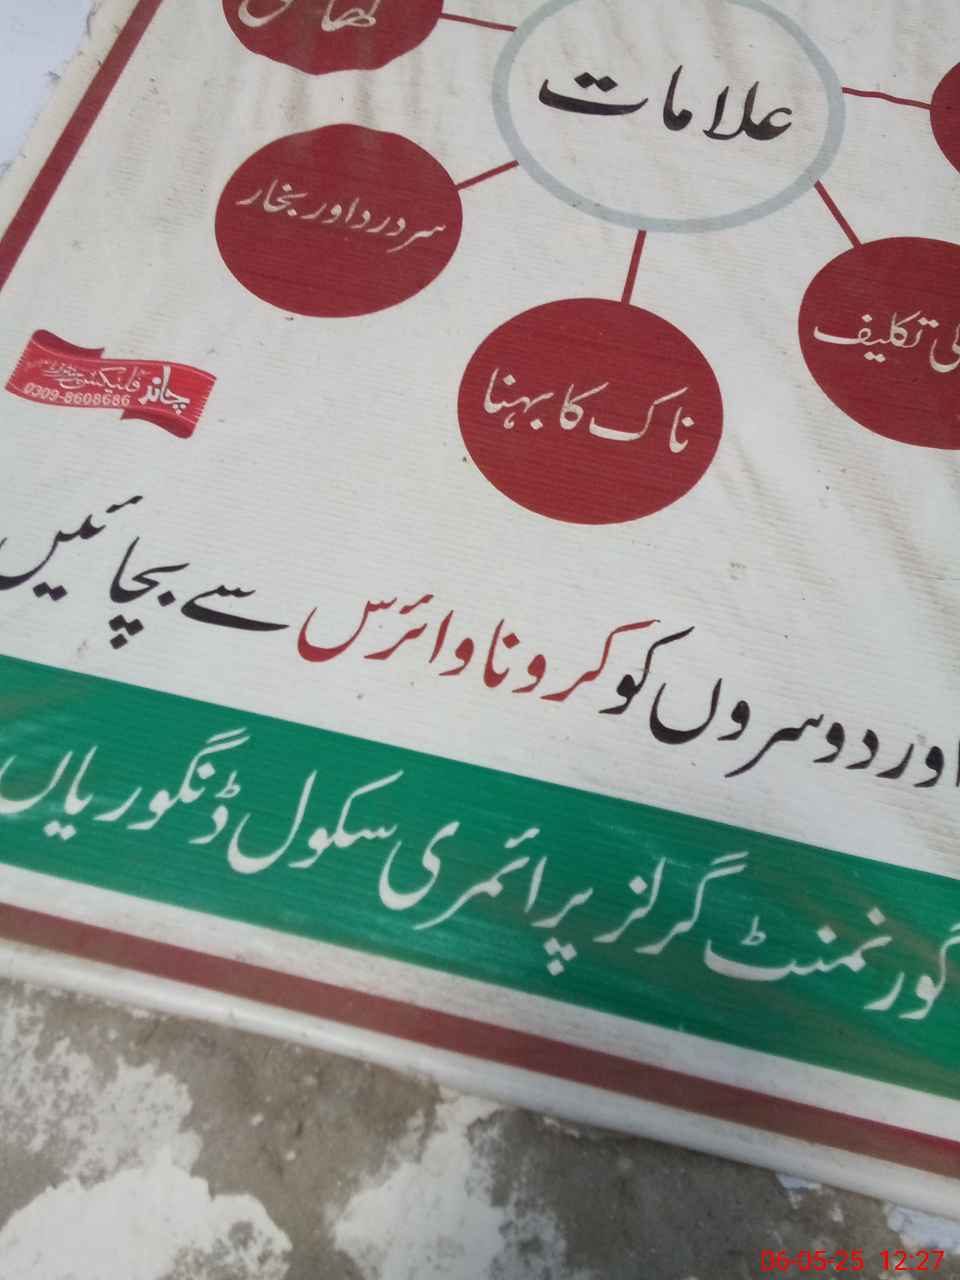 علامات
سر درد اور بخار
تکلیف
ناک کا بہنا
چاند فلیکس
0309-8608686
اور دوسروں کو کرونا وائرس سے بچائیں
گورنمنٹ گرلز پرائمری سکول ڈنگوریاں
06-05-25 12:27